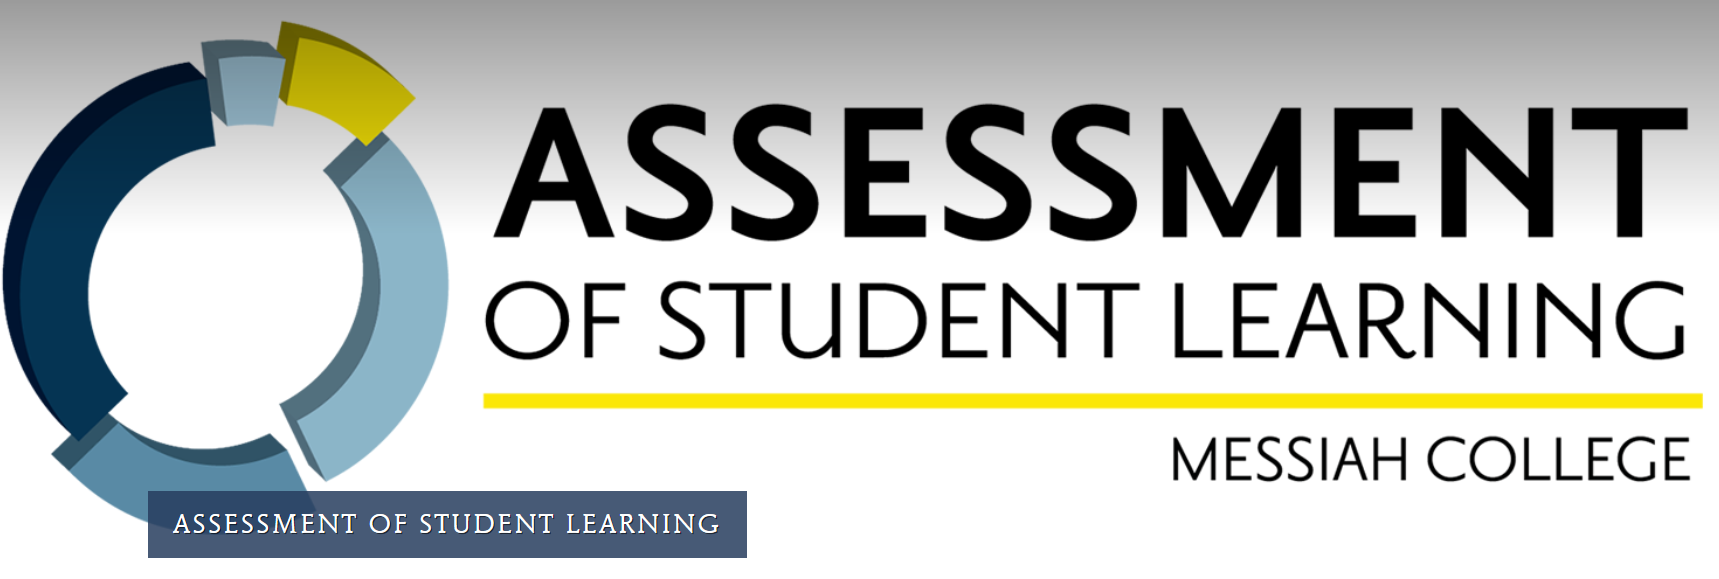 ASSESSMENT
OF STUDENT LEARNING
MESSIAH COLLEGE
ASSESSMENT OF STUDENT LEARNING